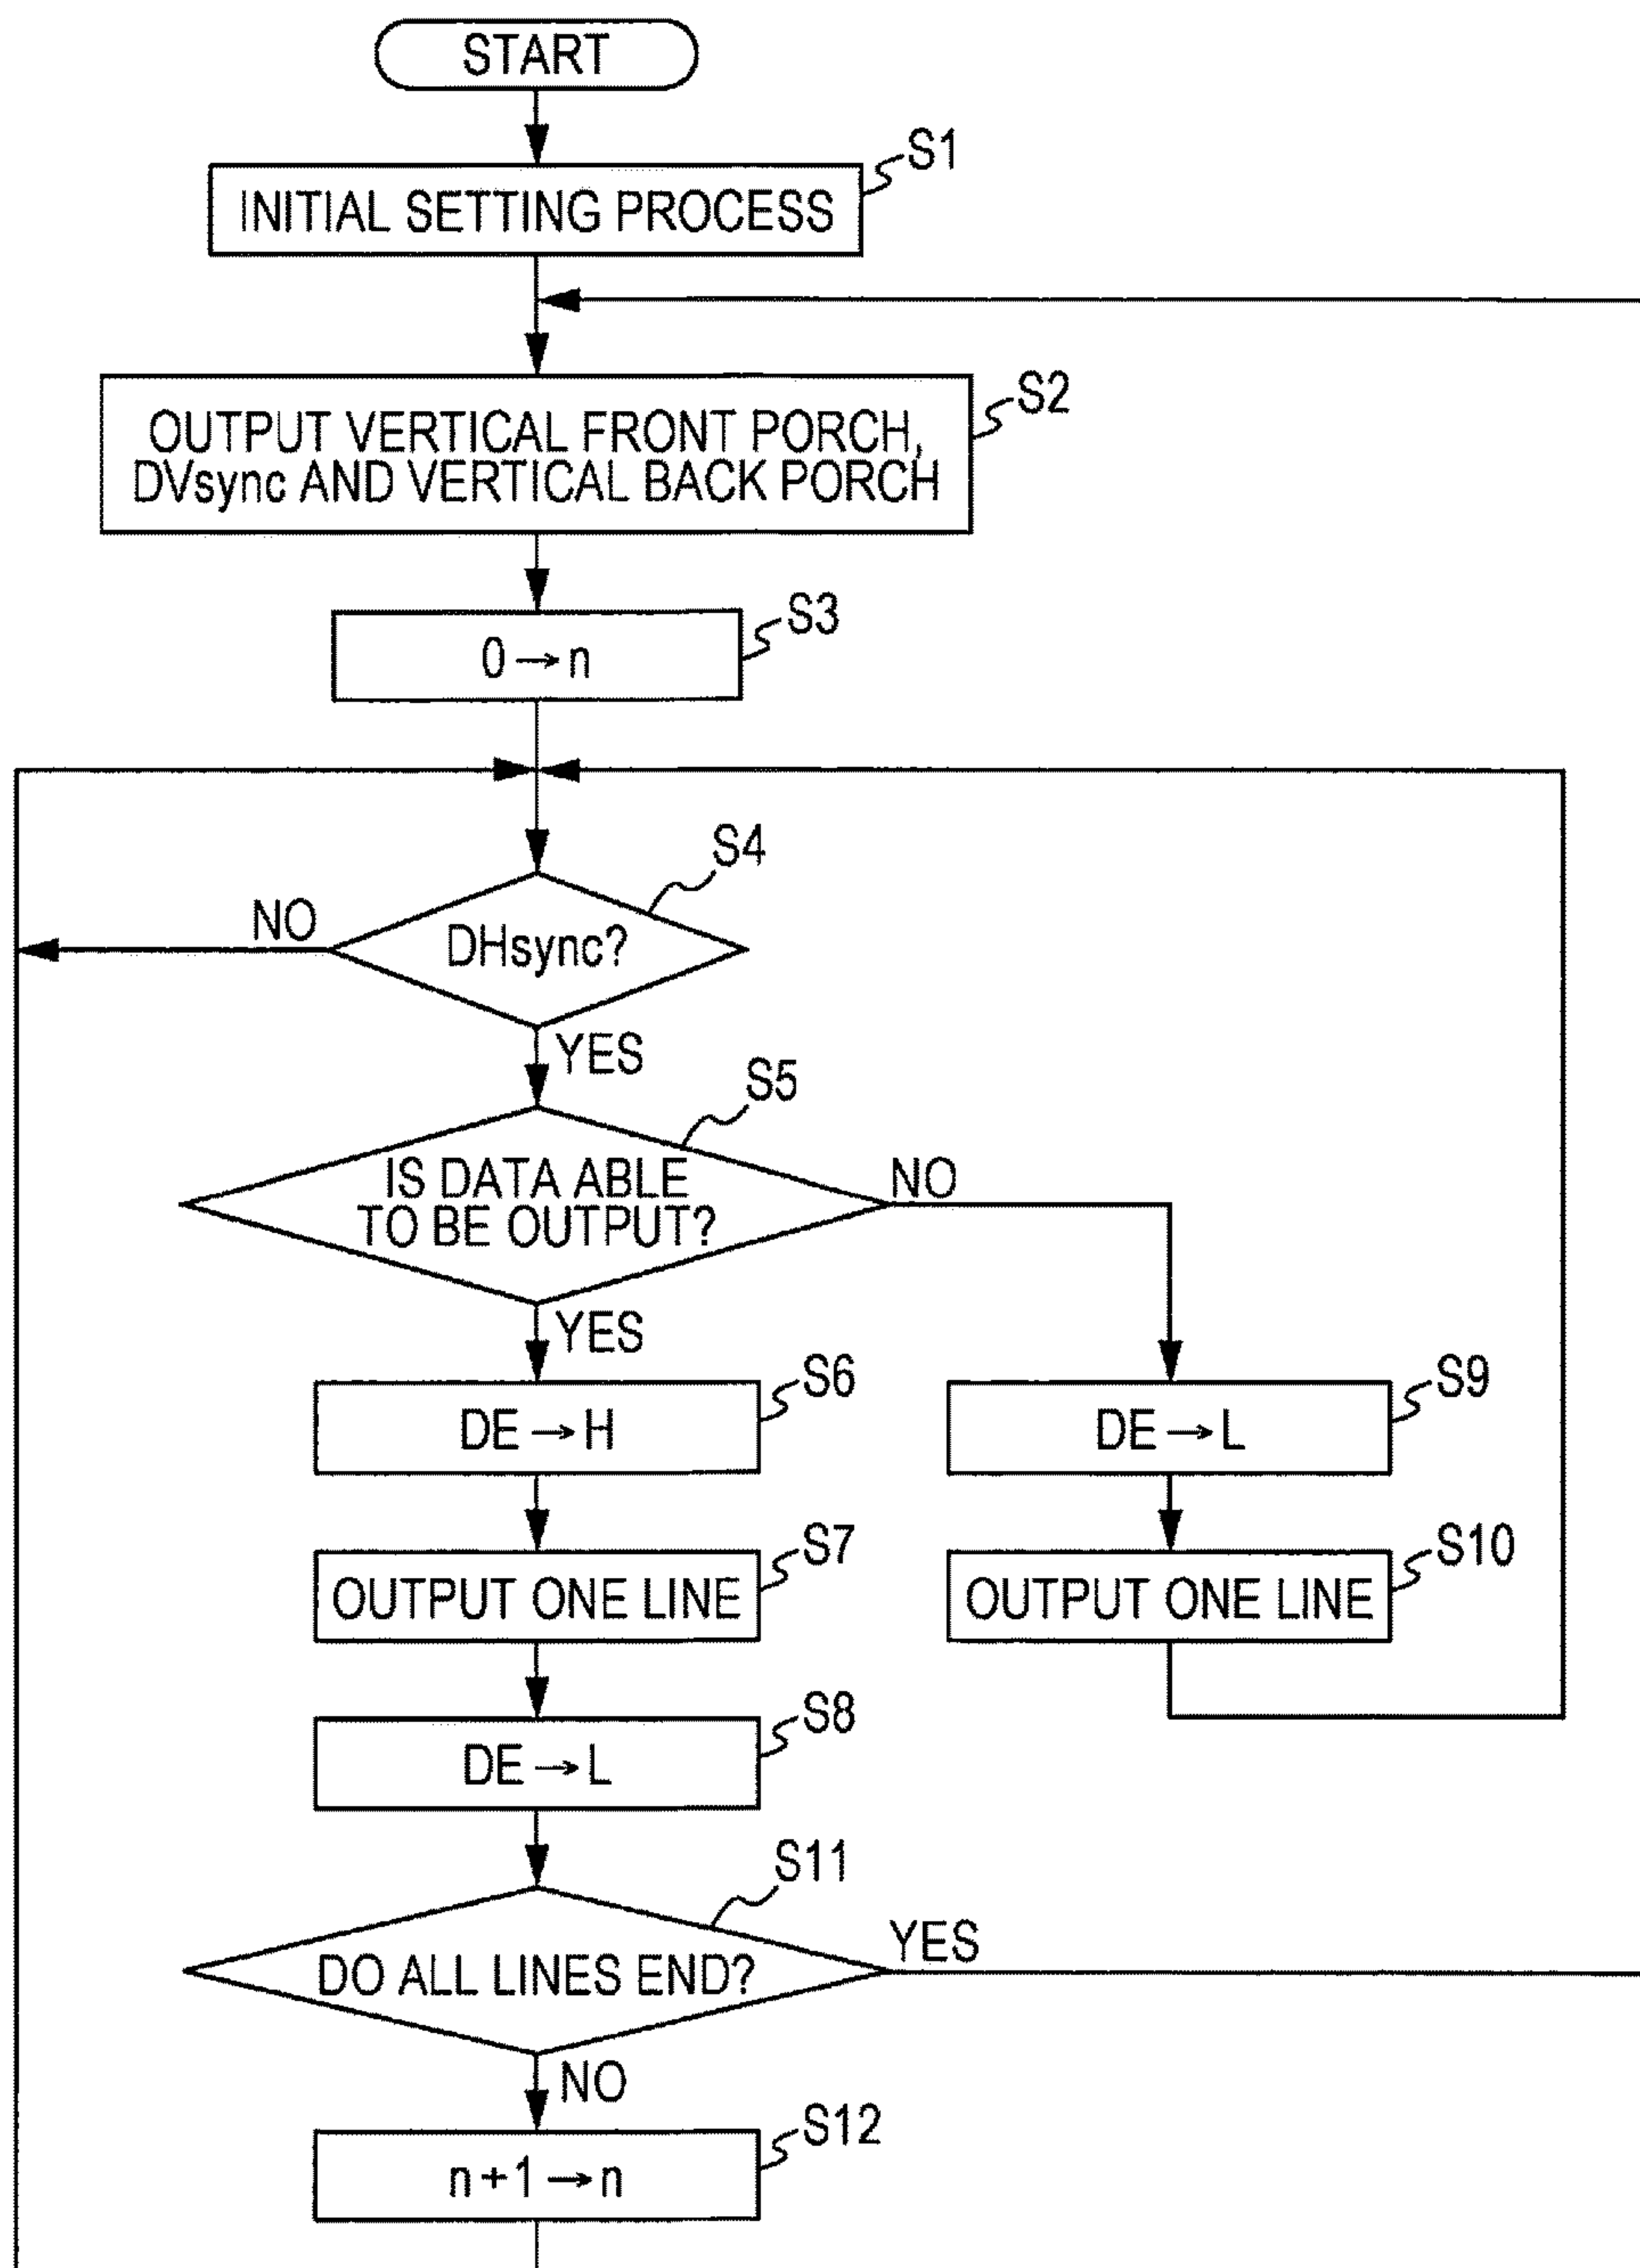 START
S1
INITIAL SETTING PROCESS
S2
OUTPUT VERTICAL FRONT PORCH,
DVsync AND VERTICAL BACK PORCH
S3
0→n
S4
NO
DHsync?
YES
S5
IS DATA ABLE
TO BE OUTPUT?
NO
YES
S6
DE→H
S9
DE→L
S7
OUTPUT ONE LINE
S10
OUTPUT ONE LINE
S8
DE→L
S11
DO ALL LINES END?
YES
NO
S12
n+1→n